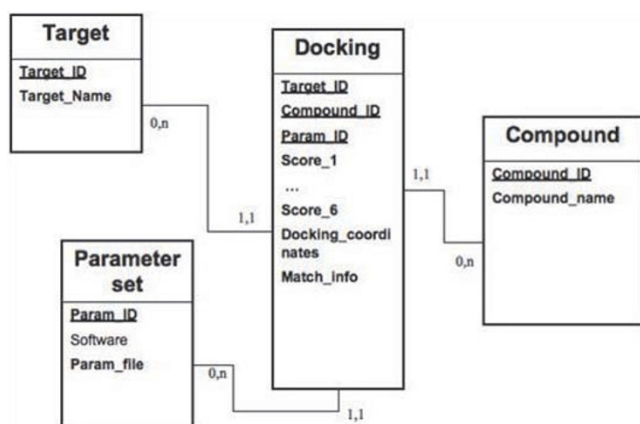 Target
Target_ID
Target_Name
0,n
1,1
Docking
Target_ID
Compound_ID
Param_ID
Score_1
...
Score_6
Docking_coordi
nates
Match_info
1,1
0,n
Compound
Compound_ID
Compound_name
Parameter
set
Param_ID
Software
Param_file
0,n
1,1